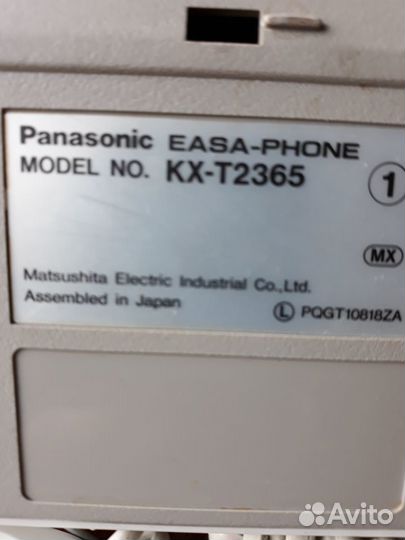 Panasonic EASA-PHONE
MODEL NO. KX-T2365
1
MX
Matsushita Electric Industrial Co.,Ltd.
Assembled in Japan
L PQGT10818ZA
Avito